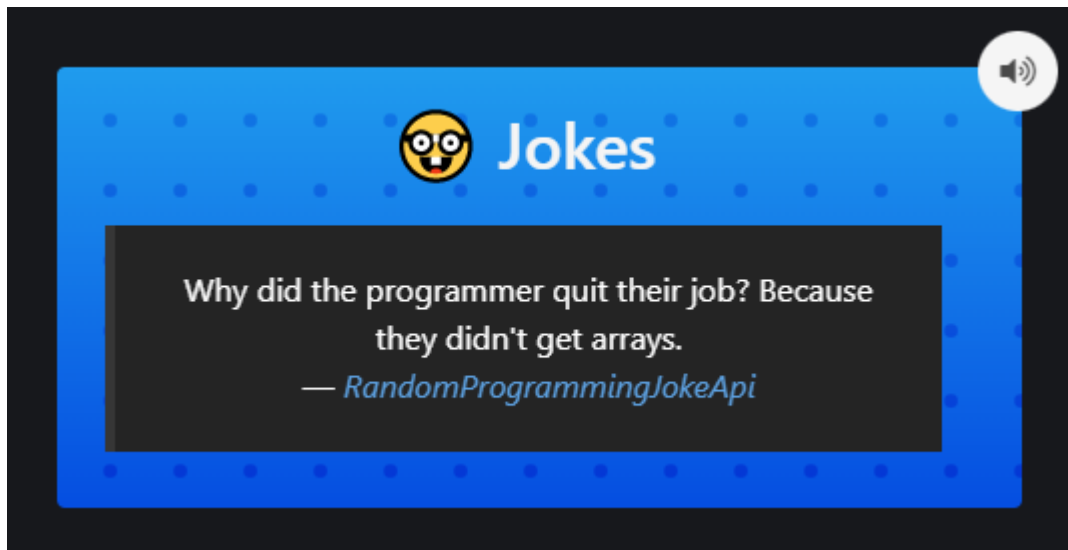 Jokes
Why did the programmer quit their job? Because
they didn't get arrays.
— RandomProgrammingJokeApi